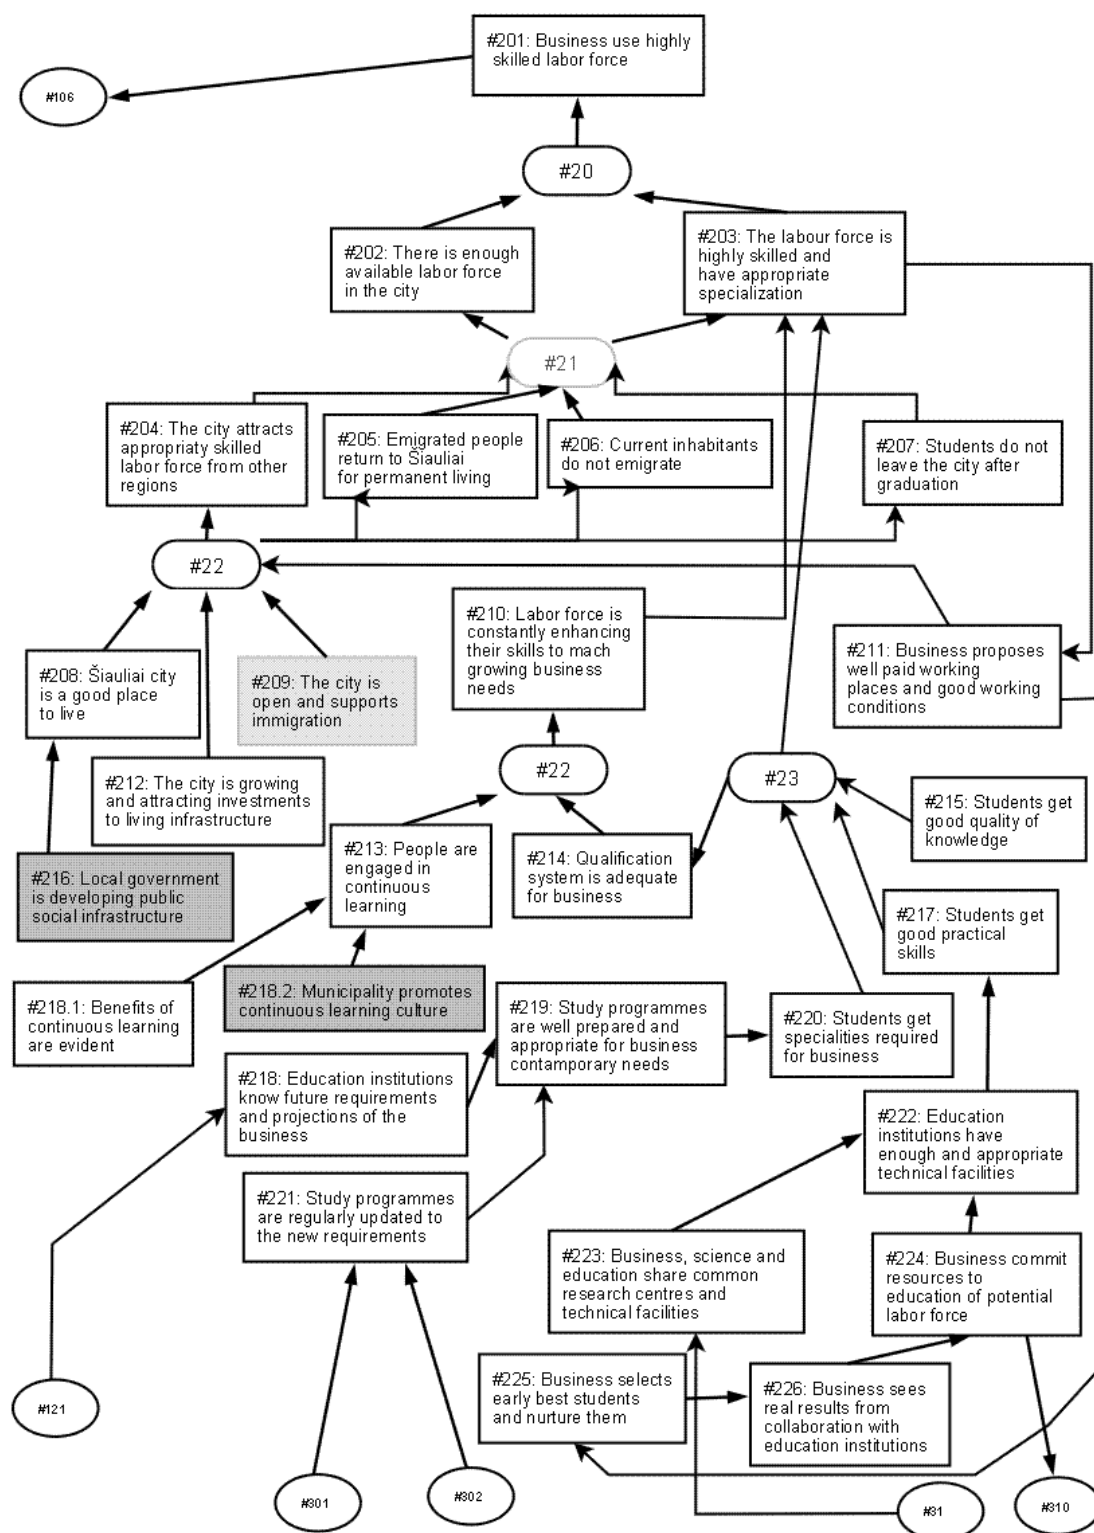 #201: Business use highly
skilled labor force
#106
#20
#202: There is enough
available labor force
in the city
#203: The labour force is
highly skilled and
have appropriate
specialization
#21
#204: The city attracts
appropriaty skilled
labor force from other
regions
#205: Emigrated people
return to Šiauliai
for permanent living
#206: Current inhabitants
do not emigrate
#207: Students do not
leave the city after
graduation
#22
#210: Labor force is
constantly enhancing
their skills to mach
growing business
needs
#211: Business proposes
well paid working
places and good working
conditions
#208: Šiauliai city
is a good place
to live
#209: The city is
open and supports
immigration
#212: The city is growing
and attracting investments
to living infrastructure
#22
#23
#215: Students get
good quality of
knowledge
#213: People are
engaged in
continuous
learning
#214: Qualification
system is adequate
for business
#216: Local government
is developing public
social infrastructure
#217: Students get
good practical
skills
#218.1: Benefits of
continuous learning
are evident
#218.2: Municipality promotes
continuous learning culture
#219: Study programmes
are well prepared and
appropriate for business
contamporary needs
#220: Students get
specialities required
for business
#218: Education institutions
know future requirements
and projections of the
business
#222: Education
institutions have
enough and appropriate
technical facilities
#221: Study programmes
are regularly updated to
the new requirements
#223: Business, science and
education share common
research centres and
technical facilities
#224: Business commit
resources to
education of potential
labor force
#225: Business selects
early best students
and nurture them
#226: Business sees
real results from
collaboration with
education institutions
#121
#301
#302
#31
#310